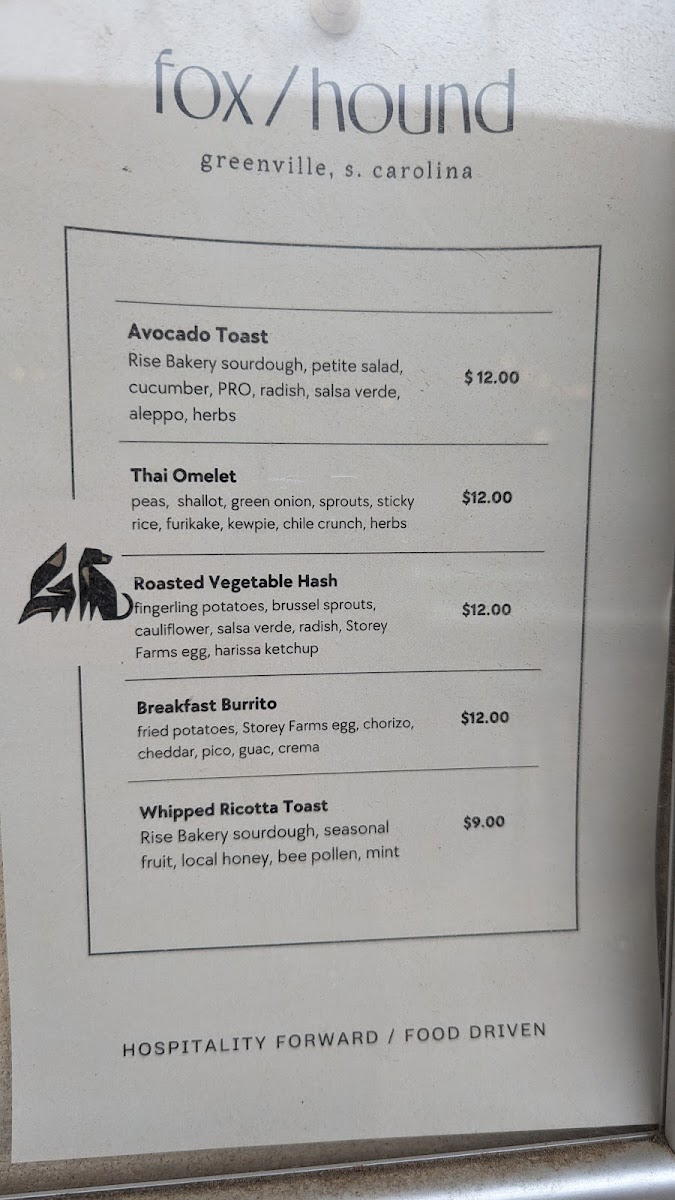 fox/hound
greenville, s. carolina
Avocado Toast
Rise Bakery sourdough, petite salad,
cucumber, PRO, radish, salsa verde,
aleppo, herbs
$12.00
Thai Omelet
peas, shallot, green onion, sprouts, sticky
rice, furikake, kewpie, chile crunch, herbs
$12.00
Roasted Vegetable Hash
fingerling potatoes, brussel sprouts,
cauliflower, salsa verde, radish, Storey
Farms egg, harissa ketchup
$12.00
Breakfast Burrito
fried potatoes, Storey Farms egg, chorizo,
cheddar, pico, guac, crema
$12.00
Whipped Ricotta Toast
Rise Bakery sourdough, seasonal
fruit, local honey, bee pollen, mint
$9.00
HOSPITALITY FORWARD / FOOD DRIVEN